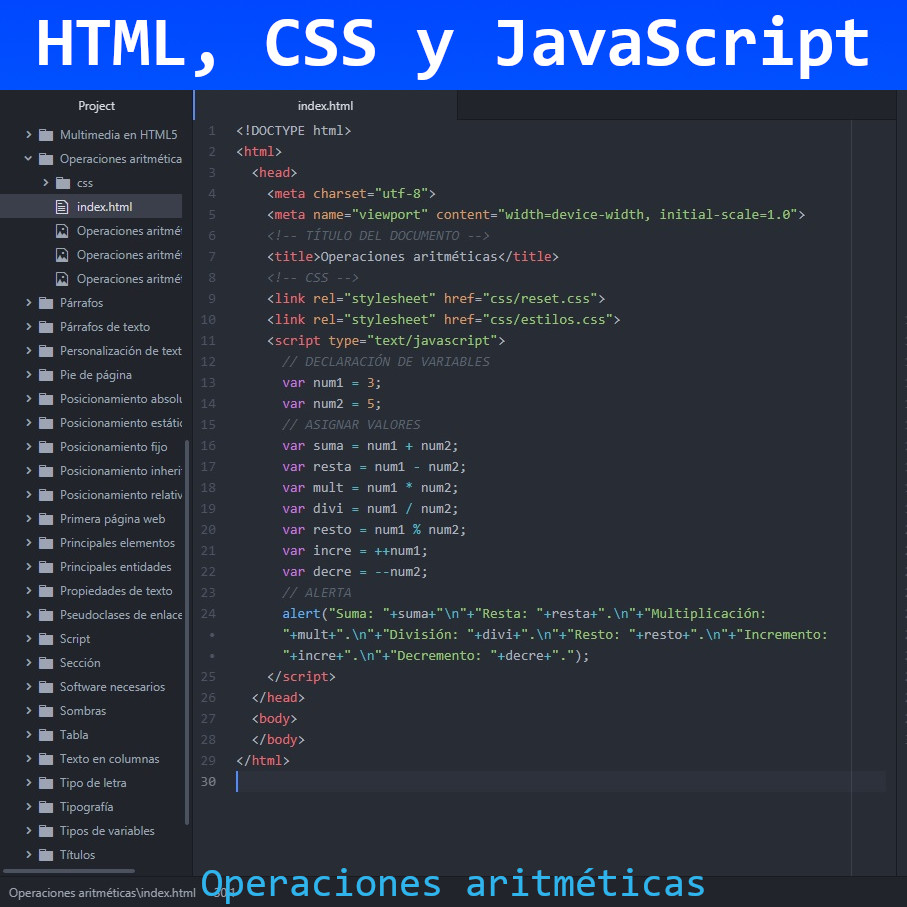 HTML, CSS y JavaScript
Project
index.html
Multimedia en HTML5
Operaciones aritmética
css
index.html
Operaciones aritmé
Operaciones aritmé
Operaciones aritmé
Párrafos
Párrafos de texto
Personalización de text
Pie de página
Posicionamiento absolu
Posicionamiento estátic
Posicionamiento fijo
Posicionamiento inheri
Posicionamiento relativ
Primera página web
Principales elementos
Principales entidades
Propiedades de texto
Pseudoclases de enlace
Script
Sección
Software necesarios
Sombras
Tabla
Texto en columnas
Tipo de letra
Tipografía
Tipos de variables
Títulos
1 <!DOCTYPE html>
2 <html>
3 <head>
4 <meta charset="utf-8">
5 <meta name="viewport" content="width=device-width, initial-scale=1.0">
6 <!-- TÍTULO DEL DOCUMENTO -->
7 <title>Operaciones aritméticas</title>
8 <!-- CSS -->
9 <link rel="stylesheet" href="css/reset.css">
10 <link rel="stylesheet" href="css/estilos.css">
11 <script type="text/javascript">
12 // DECLARACIÓN DE VARIABLES
13 var num1 = 3;
14 var num2 = 5;
15 // ASIGNAR VALORES
16 var suma = num1 + num2;
17 var resta = num1 - num2;
18 var mult = num1 * num2;
19 var divi = num1 / num2;
20 var resto = num1 % num2;
21 var incre = ++num1;
22 var decre = --num2;
23 // ALERTA
24 alert("Suma: "+suma+"\n"+"Resta: "+resta+".\n"+"Multiplicación:
• "+mult+".\n"+"División: "+divi+".\n"+"Resto: "+resto+".\n"+"Incremento:
• "+incre+".\n"+"Decremento: "+decre+".");
25 </script>
26 </head>
27 <body>
28 </body>
29 </html>
30
Operaciones aritméticas\index.html 30:1
Operaciones aritméticas